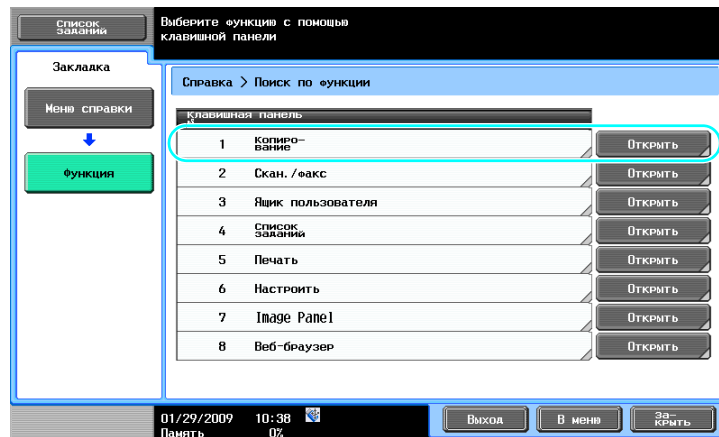 Список
заданий
Выберите функцию с помощью
клавишной панели
Закладка
Меню справки
Функция
Справка > Поиск по функции
Клавишная панель
1 Копиро-
вание Открыть
2 Скан./факс Открыть
3 Ящик пользователя Открыть
4 Список
заданий Открыть
5 Печать Открыть
6 Настроить Открыть
7 Image Panel Открыть
8 Веб-браузер Открыть
01/29/2009 10:38
Память 0%
Выход
В меню
За-
крыть